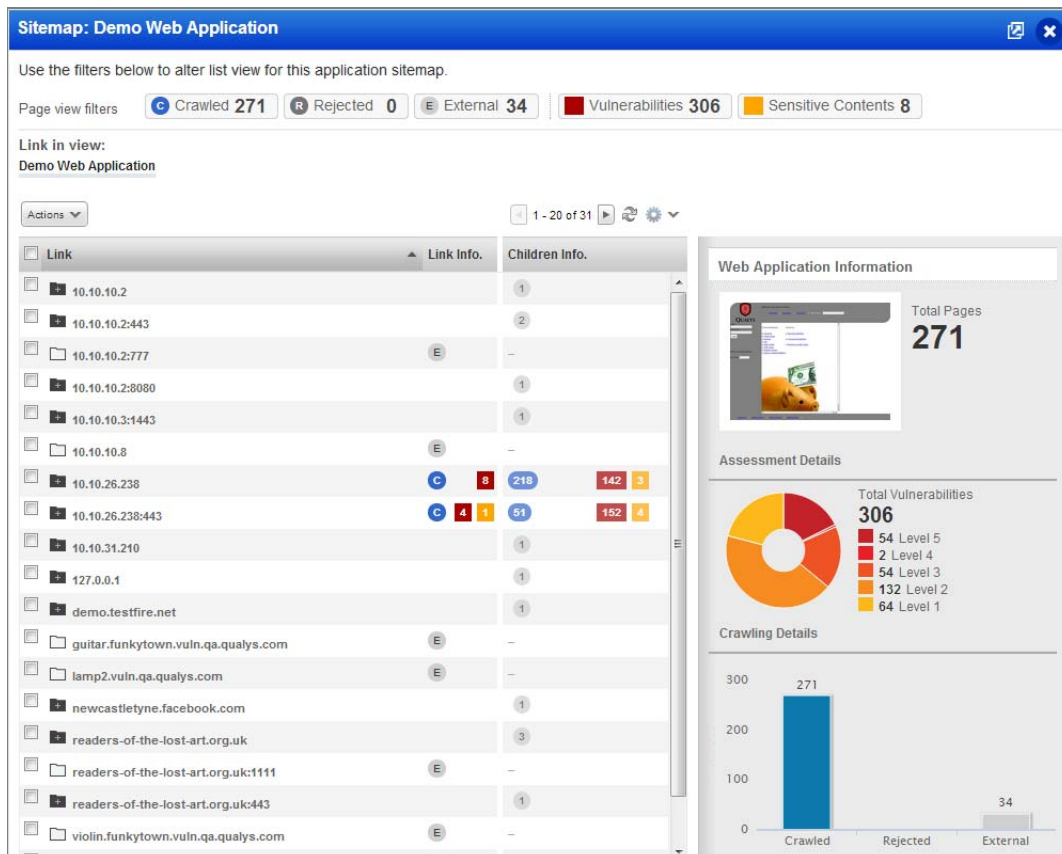 Sitemap: Demo Web Application
Use the filters below to alter list view for this application sitemap.
Page view filters C Crawled 271 R Rejected 0 E External 34 Vulnerabilities 306 Sensitive Contents 8
Link in view:
Demo Web Application
Actions 1 - 20 of 31
Link Link Info. Children Info.
10.10.10.2 1
10.10.10.2:443 2
10.10.10.2:777 E –
10.10.10.2:8080 1
10.10.10.3:1443 1
10.10.10.8 E –
10.10.26.238 C 8 218 142 3
10.10.26.238:443 C 4 1 51 152 4
10.10.31.210 1
127.0.0.1 1
demo.testfire.net 1
guitar.funkytown.vuln.qa.qualys.com E –
lamp2.vuln.qa.qualys.com E –
newcastletyne.facebook.com 1
readers-of-the-lost-art.org.uk 3
readers-of-the-lost-art.org.uk:1111 E –
readers-of-the-lost-art.org.uk:443 1
violin.funkytown.vuln.qa.qualys.com E –
Web Application Information
QUALYS
Total Pages
271
Assessment Details
Total Vulnerabilities
306
54 Level 5
2 Level 4
54 Level 3
132 Level 2
64 Level 1
Crawling Details
300
200
100
0
271
34
Crawled Rejected External